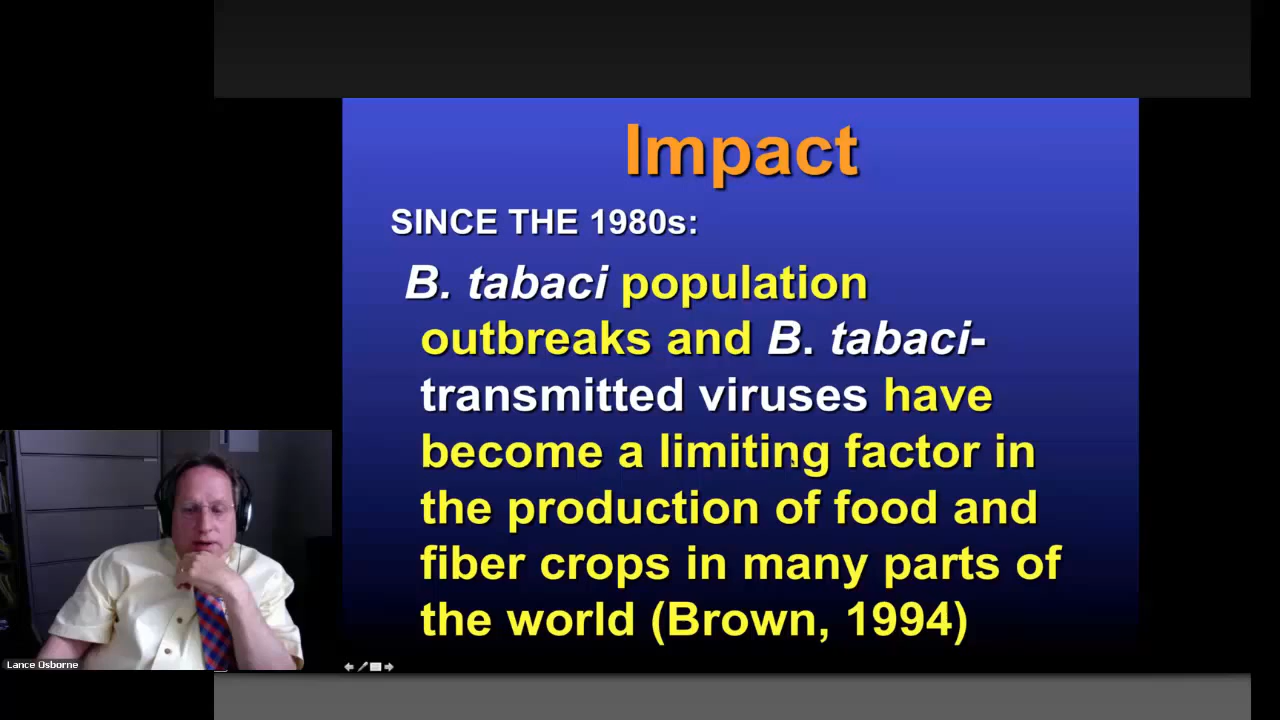 Impact
SINCE THE 1980s:
B. tabaci population
outbreaks and B. tabaci-
transmitted viruses have
become a limiting factor in
the production of food and
fiber crops in many parts of
the world (Brown, 1994)
Lance Osborne